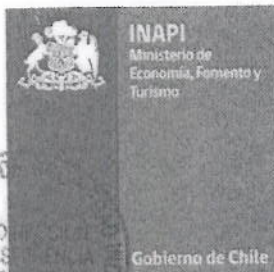 INAPI
Ministerio de
Economía, Fomento y
Turismo
Gobierno de Chile